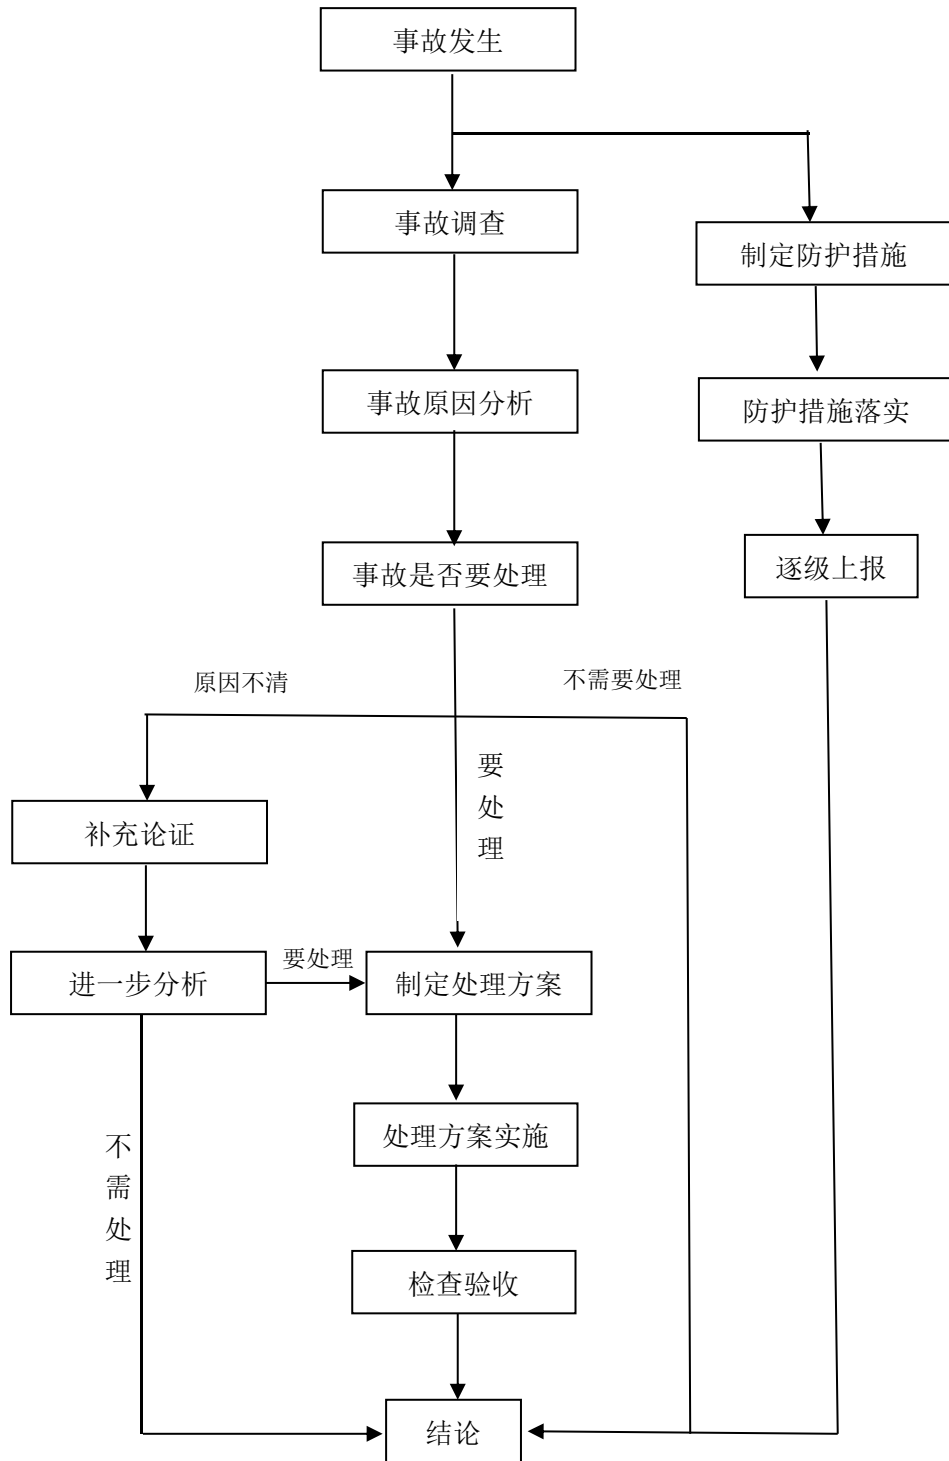 事故发生
事故调查
制定防护措施
事故原因分析
防护措施落实
事故是否要处理
逐级上报
原因不清
不需要处理
要处理
补充论证
进一步分析
要处理
制定处理方案
处理方案实施
不需处理
检查验收
结论